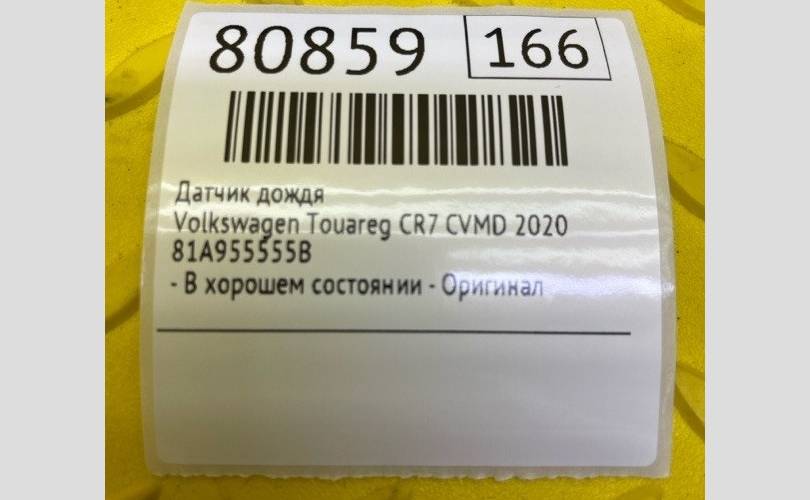 80859 166
Датчик дождя
Volkswagen Touareg CR7 CVMD 2020
81A955555B
- В хорошем состоянии - Оригинал